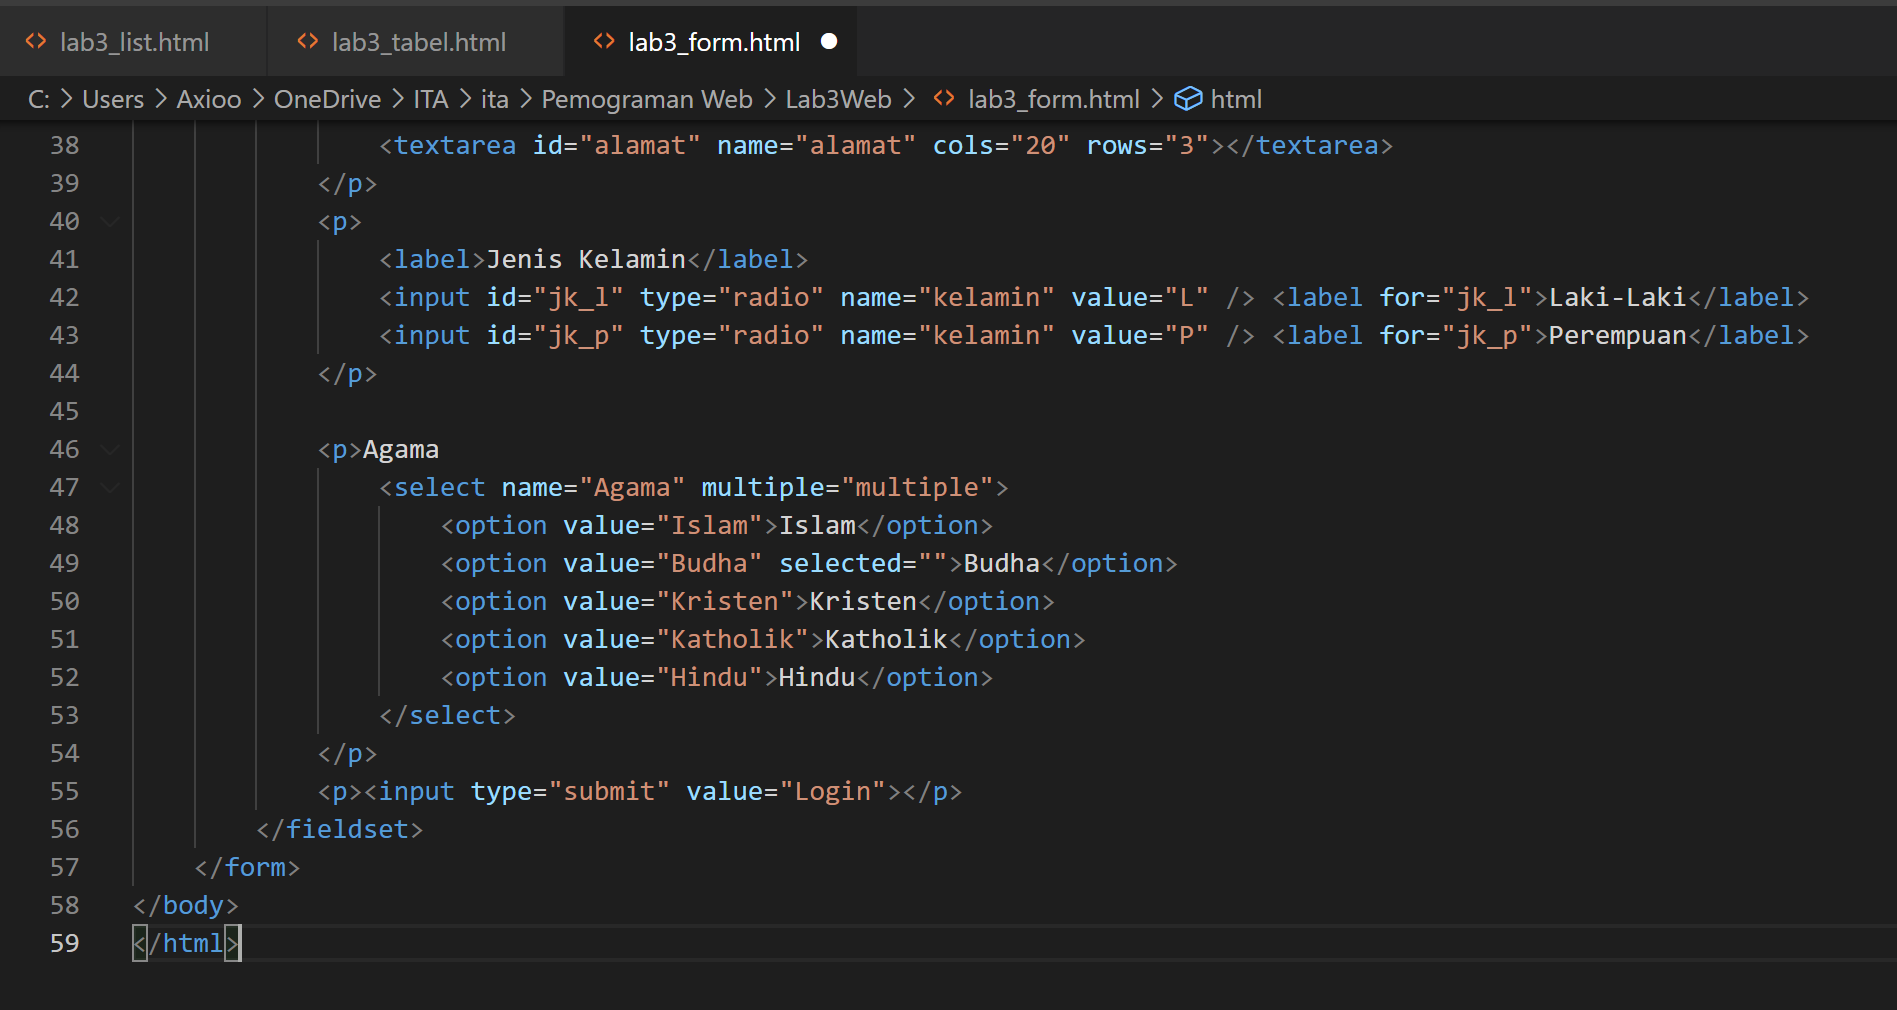 lab3_list.html lab3_tabel.html lab3_form.html
C: > Users > Axioo > OneDrive > ITA > ita > Pemograman Web > Lab3Web > lab3_form.html > html
38 <textarea id="alamat" name="alamat" cols="20" rows="3"></textarea>
39 </p>
40 <p>
41 <label>Jenis Kelamin</label>
42 <input id="jk_l" type="radio" name="kelamin" value="L" /> <label for="jk_l">Laki-Laki</label>
43 <input id="jk_p" type="radio" name="kelamin" value="P" /> <label for="jk_p">Perempuan</label>
44 </p>
45
46 <p>Agama
47 <select name="Agama" multiple="multiple">
48 <option value="Islam">Islam</option>
49 <option value="Budha" selected="">Budha</option>
50 <option value="Kristen">Kristen</option>
51 <option value="Katholik">Katholik</option>
52 <option value="Hindu">Hindu</option>
53 </select>
54 </p>
55 <p><input type="submit" value="Login"></p>
56 </fieldset>
57 </form>
58 </body>
59 </html>